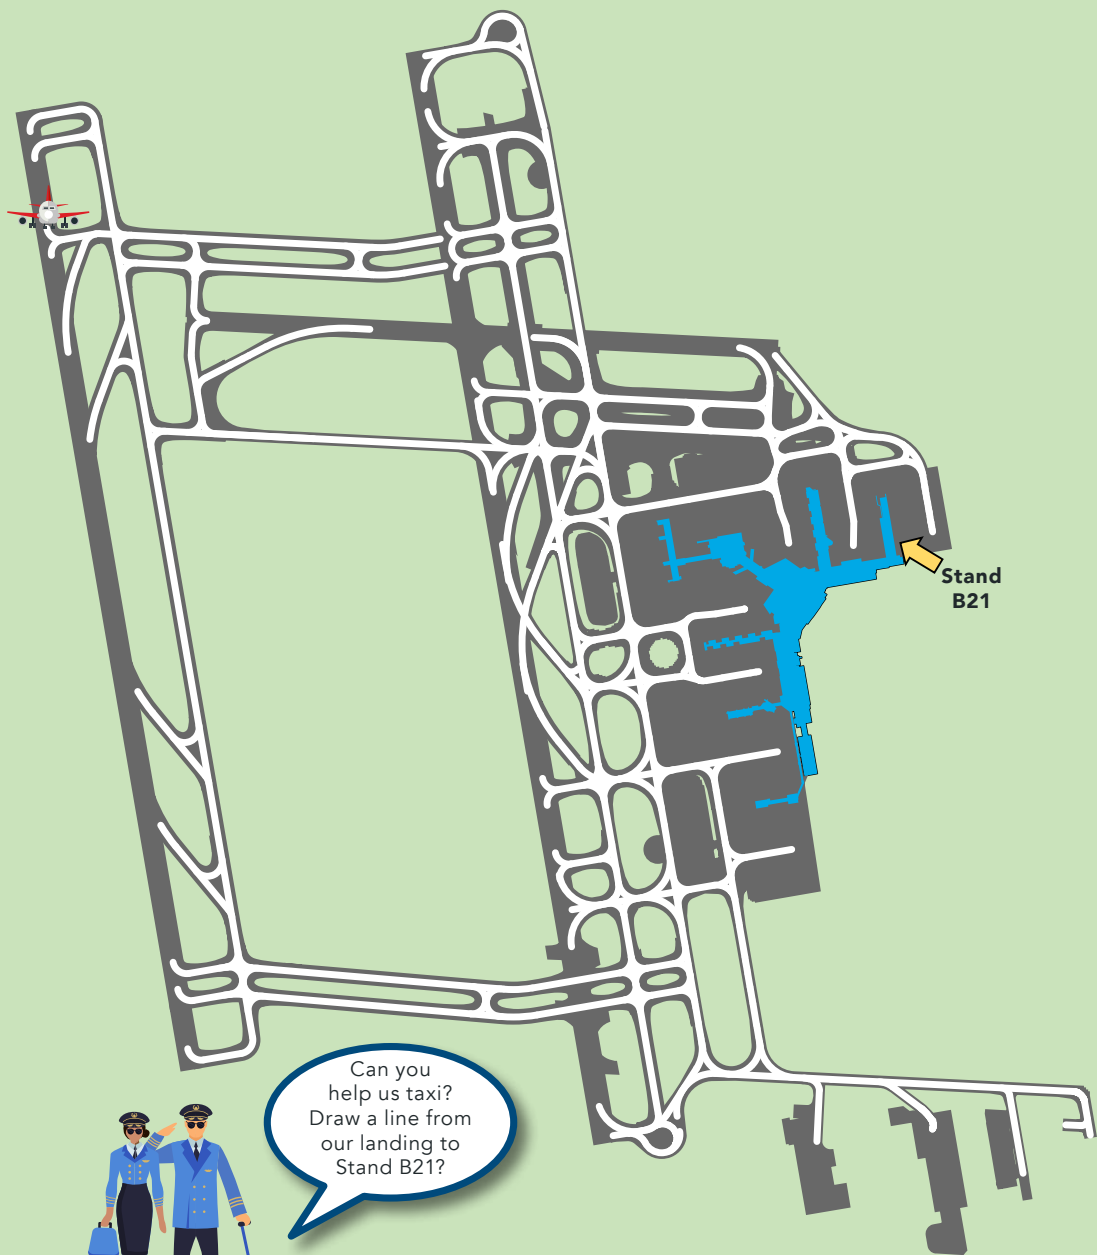 Stand
B21
Can you
help us taxi?
Draw a line from
our landing to
Stand B21?